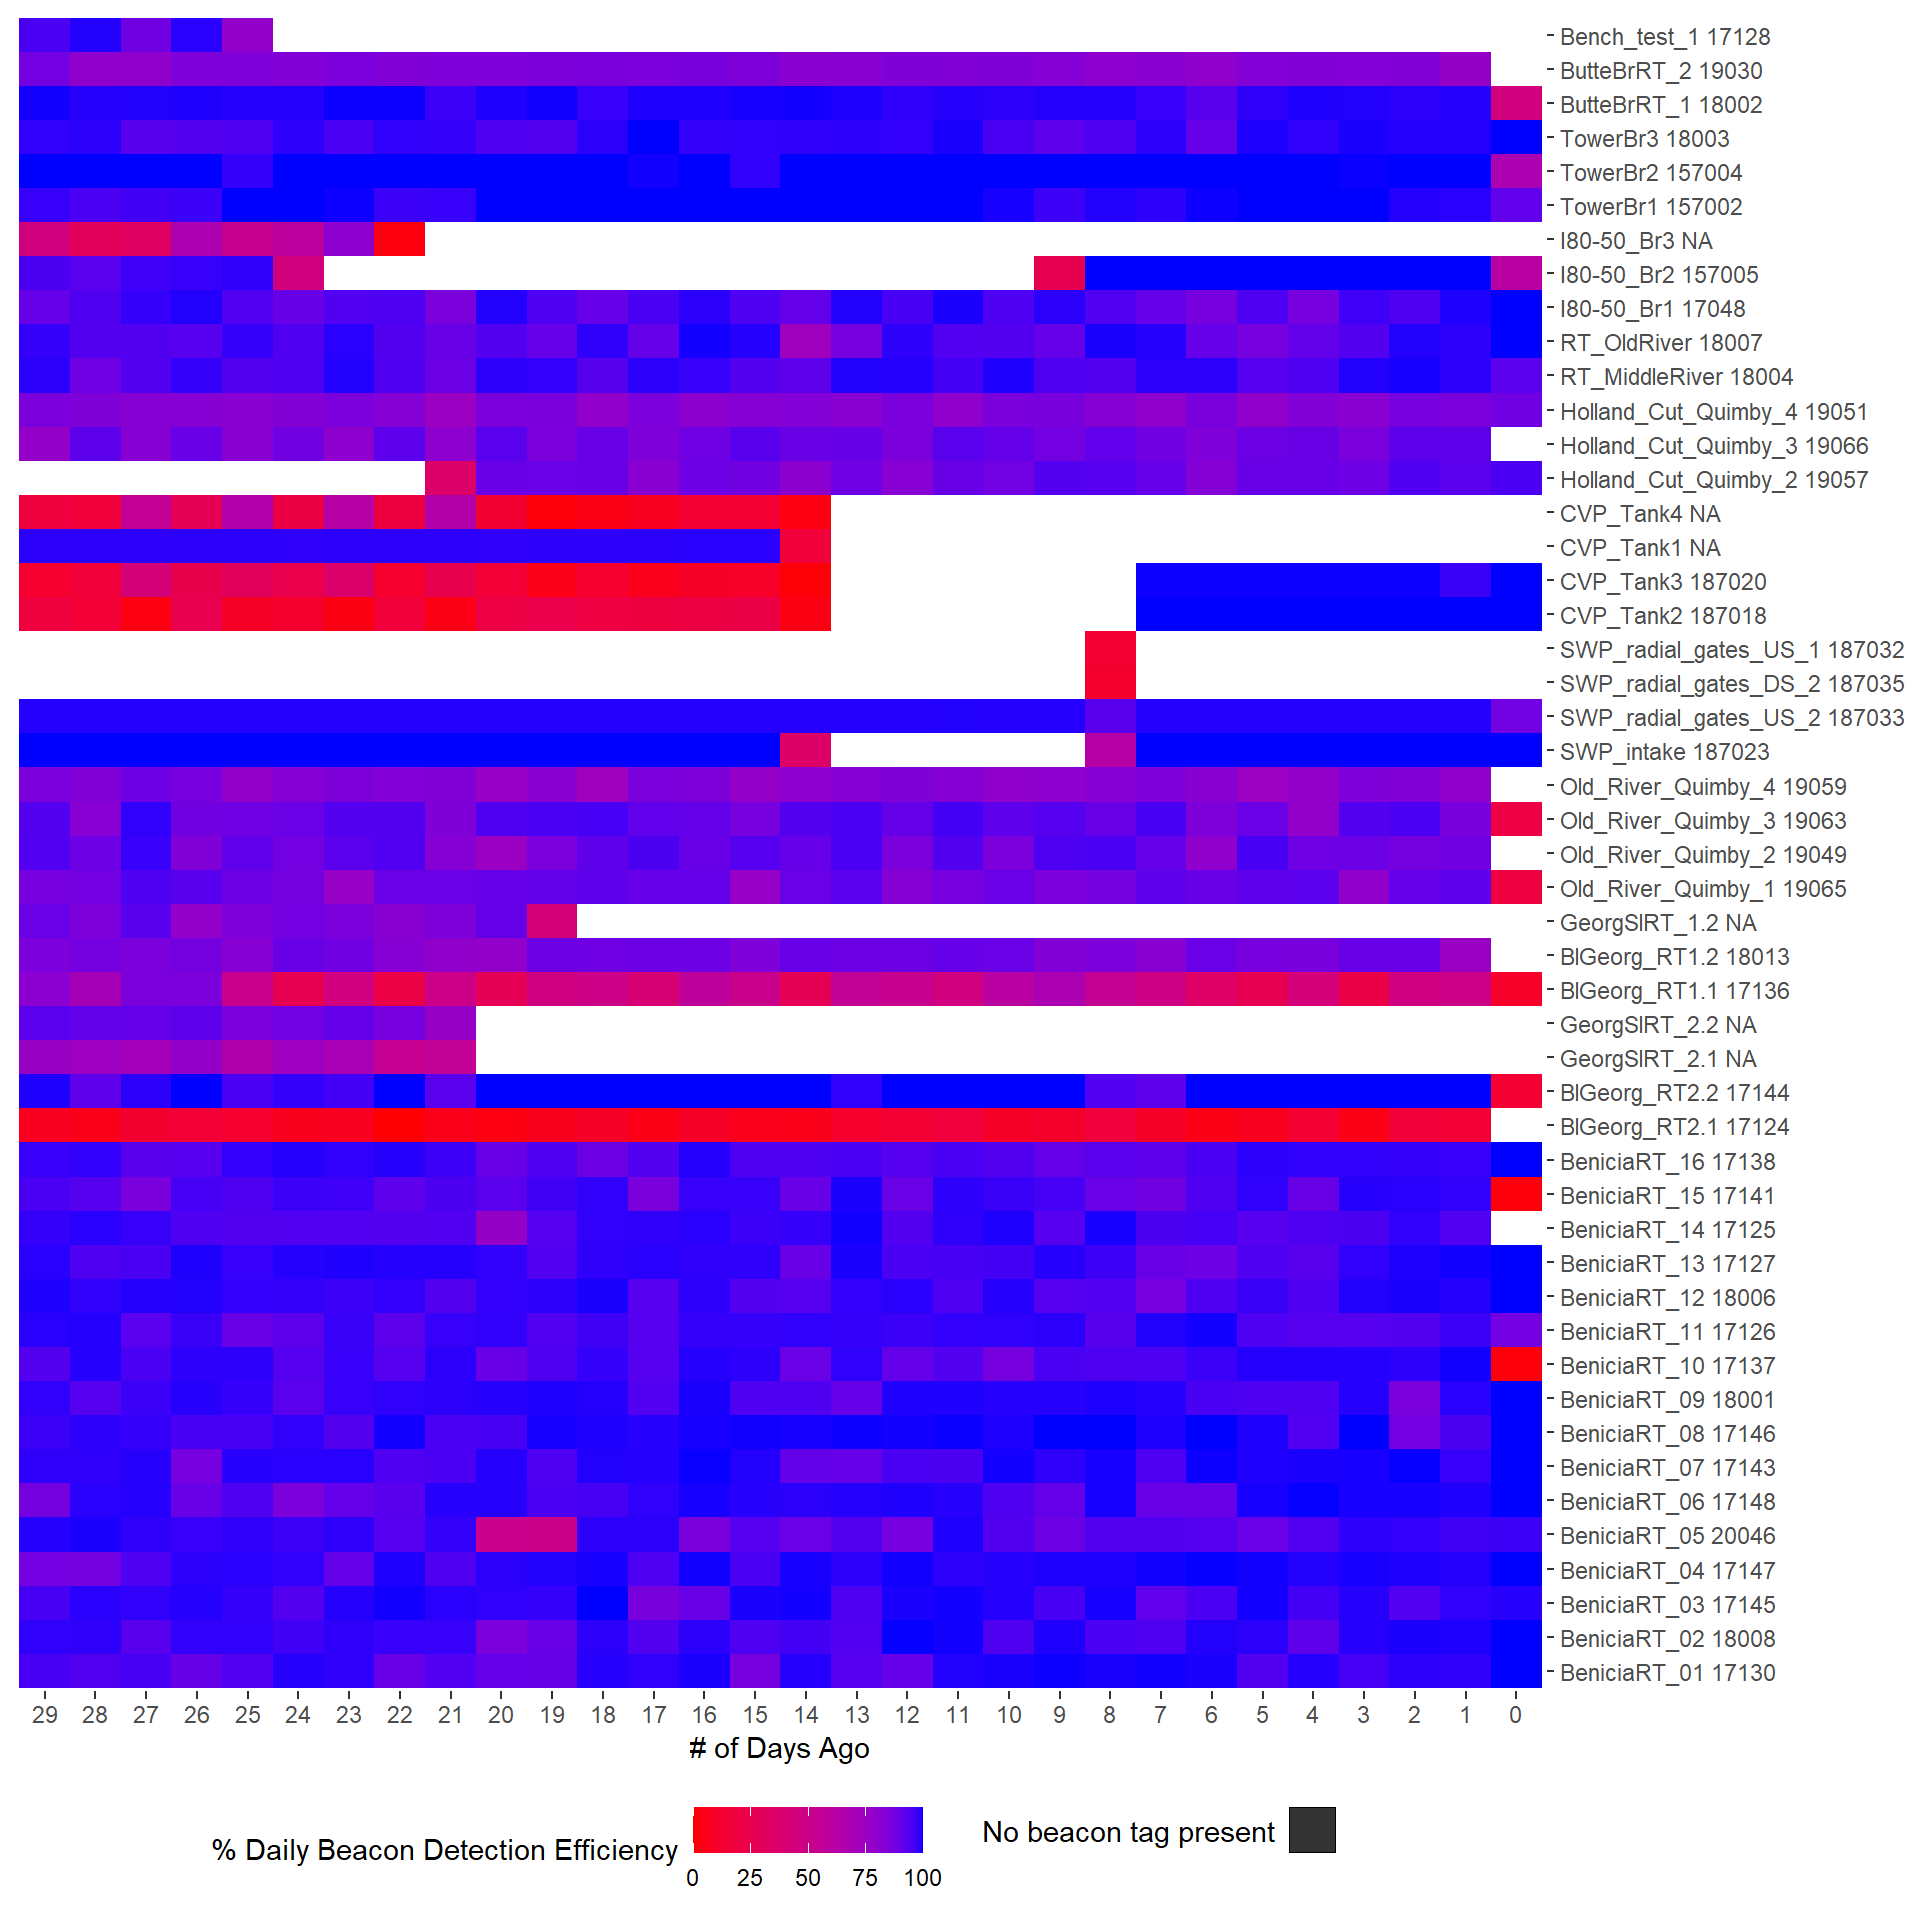 Bench_test_1 17128
ButteBrRT_2 19030
ButteBrRT_1 18002
TowerBr3 18003
TowerBr2 157004
TowerBr1 157002
I80-50_Br3 NA
I80-50_Br2 157005
I80-50_Br1 17048
RT_OldRiver 18007
RT_MiddleRiver 18004
Holland_Cut_Quimby_4 19051
Holland_Cut_Quimby_3 19066
Holland_Cut_Quimby_2 19057
CVP_Tank4 NA
CVP_Tank1 NA
CVP_Tank3 187020
CVP_Tank2 187018
SWP_radial_gates_US_1 187032
SWP_radial_gates_DS_2 187035
SWP_radial_gates_US_2 187033
SWP_intake 187023
Old_River_Quimby_4 19059
Old_River_Quimby_3 19063
Old_River_Quimby_2 19049
Old_River_Quimby_1 19065
GeorgSlRT_1.2 NA
BlGeorg_RT1.2 18013
BlGeorg_RT1.1 17136
GeorgSlRT_2.2 NA
GeorgSlRT_2.1 NA
BlGeorg_RT2.2 17144
BlGeorg_RT2.1 17124
BeniciaRT_16 17138
BeniciaRT_15 17141
BeniciaRT_14 17125
BeniciaRT_13 17127
BeniciaRT_12 18006
BeniciaRT_11 17126
BeniciaRT_10 17137
BeniciaRT_09 18001
BeniciaRT_08 17146
BeniciaRT_07 17143
BeniciaRT_06 17148
BeniciaRT_05 20046
BeniciaRT_04 17147
BeniciaRT_03 17145
BeniciaRT_02 18008
BeniciaRT_01 17130
29 28 27 26 25 24 23 22 21 20 19 18 17 16 15 14 13 12 11 10 9 8 7 6 5 4 3 2 1 0
# of Days Ago
% Daily Beacon Detection Efficiency
0 25 50 75 100
No beacon tag present